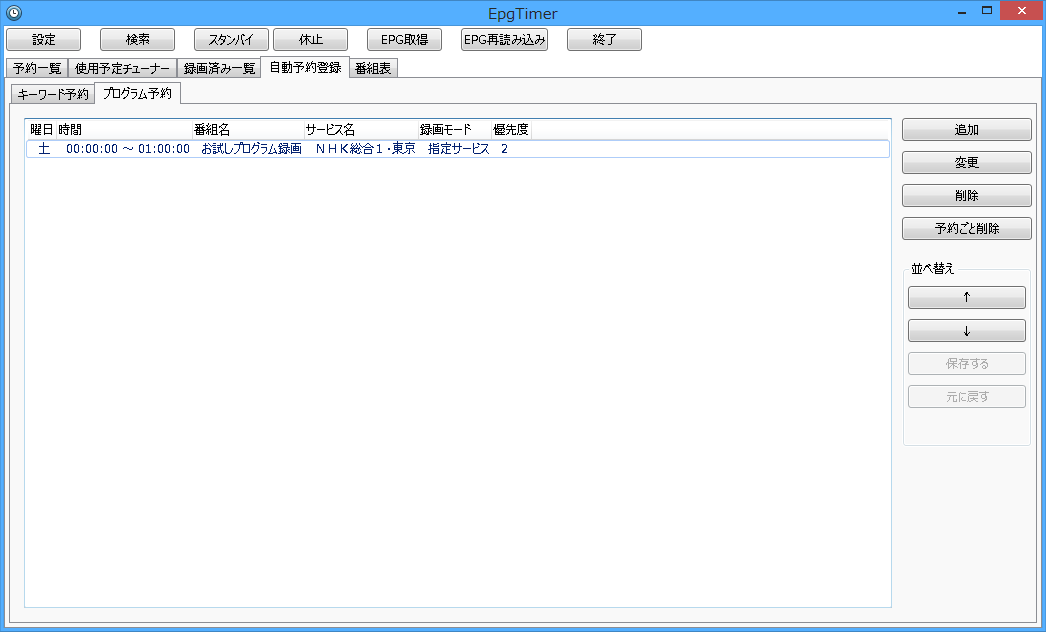 EpgTimer
設定 検索 スタンバイ 休止 EPG取得 EPG再読み込み 終了
予約一覧 使用予定チューナー 録画済み一覧 自動予約登録 番組表
キーワード予約 プログラム予約
曜日 時間 番組名 サービス名 録画モード 優先度
土 00:00:00 ～ 01:00:00 お試しプログラム録画 ＮＨＫ総合１・東京 指定サービス 2
追加
変更
削除
予約ごと削除
並べ替え
↑
↓
保存する
元に戻す